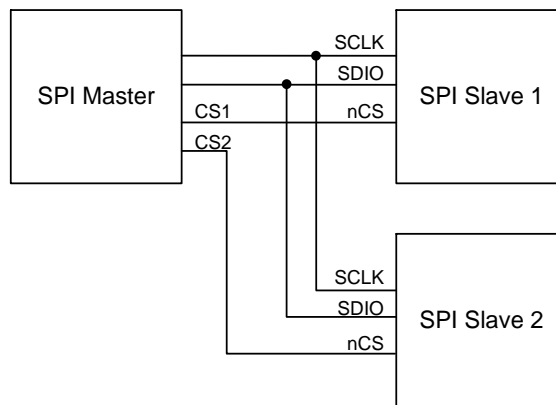 SPI Master
CS1
CS2
SCLK
SDIO
nCS
SPI Slave 1
SCLK
SDIO
nCS
SPI Slave 2